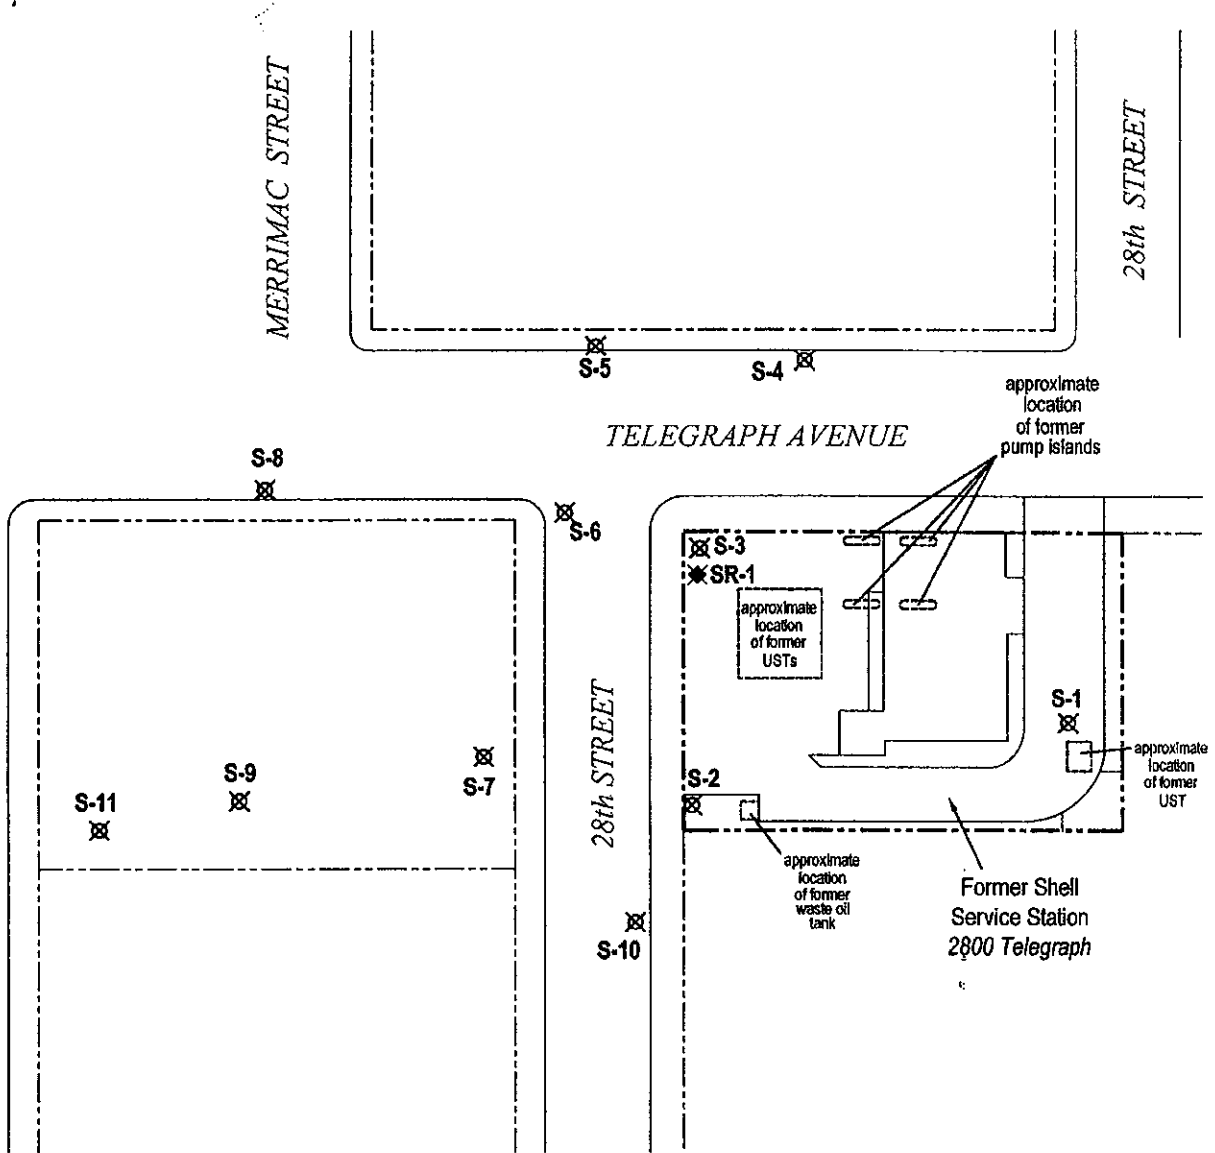 MERRIMAC STREET
28th STREET
S-5
S-4
approximate
location
of former
pump islands
TELEGRAPH AVENUE
S-8
S-6
S-3
SR-1
approximate
location
of former
USTs
28th STREET
S-1
approximate
location
of former
UST
S-9
S-7
S-11
S-2
approximate
location
of former
waste oil
tank
Former Shell
Service Station
2800 Telegraph
S-10